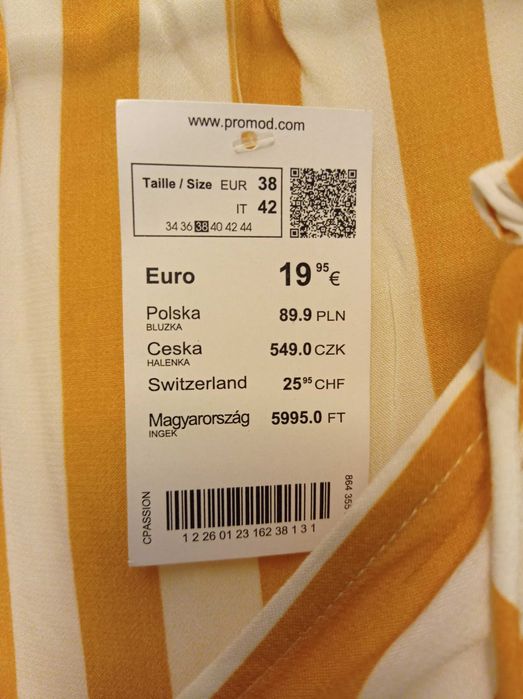 www.promod.com
Taille / Size EUR 38
IT 42
34 36 38 40 42 44
Euro 19 95€
Polska 89.9 PLN
BLUZKA
Ceska 549.0 CZK
HALENKA
Switzerland 25 95 CHF
Magyarország 5995.0 FT
INGEK
CPASSION
864 355
1 2 26 01 23 162 38 1 3 1